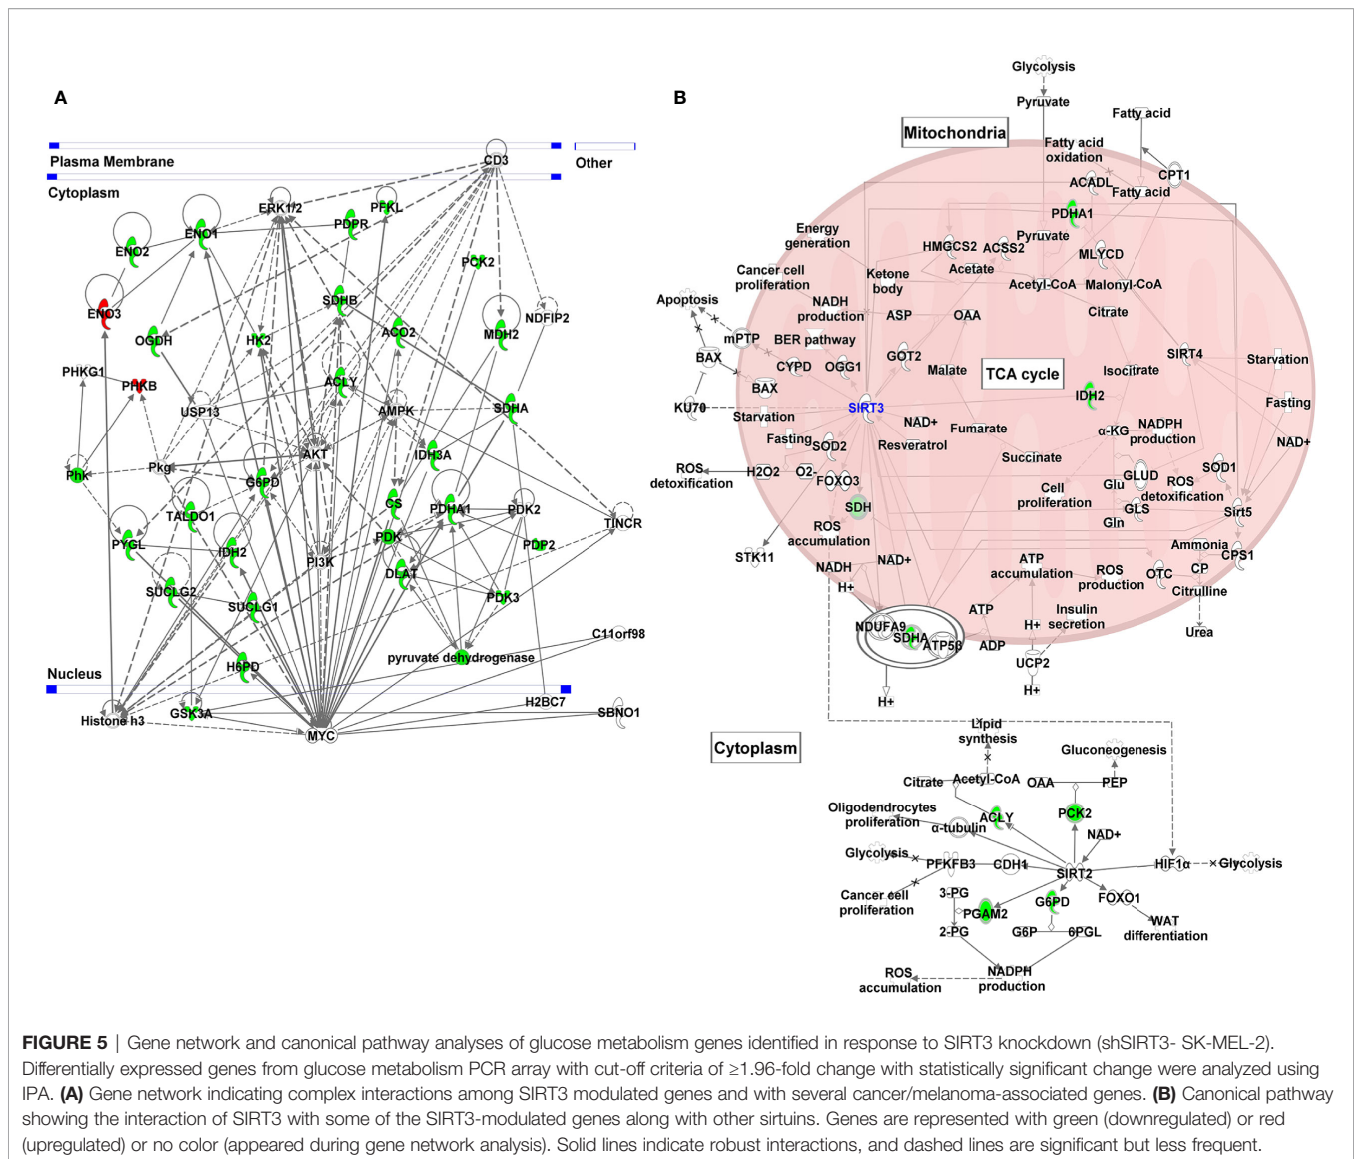 A
Plasma Membrane
Other
Cytoplasm
CD3
ERK1/2
PFKL
PDPR
ENO1
ENO2
PCK2
ENO3
SDHB
NDFIP2
MDH2
ACO2
OGDH
HK2
PHKG1
PHKB
ACLY
USP13
AMPK
SDHA
AKT
IDH3A
Pkg
PhK
G6PD
CS
PDHA1
PDK2
TALDO1
TINCR
PYGL
IDH2
PI3K
PDK
PDP2
DLAT
SUCLG2
SUCLG1
PDK3
C11orf98
pyruvate dehydrogenase
H6PD
Nucleus
H2BC7
Histone h3
GSK3A
SBNO1
MYC
B
Glycolysis
Pyruvate
Fatty acid
Mitochondria
Fatty acid
oxidation
CPT1
ACADL
Fatty acid
PDHA1
Energy
generation
Pyruvate
HMGCS2
ACSS2
MLYCD
Cancer cell
proliferation
Ketone
body
Acetate
Acetyl-CoA
Malonyl-CoA
Apoptosis
NADH
production
ASP
OAA
Citrate
mPTP
BER pathway
BAX
CYPD
OGG1
GOT2
Malate
TCA cycle
Isocitrate
SIRT4
Starvation
BAX
IDH2
KU70
Starvation
SIRT3
Fasting
NAD+
Fumarate
α-KG
NADPH
production
Fasting
SOD2
Resveratrol
NAD+
ROS
detoxification
H2O2
O2-
FOXO3
Succinate
GLUD
SOD1
Cell
proliferation
Glu
ROS
detoxification
SDH
GLS
Sirt5
ROS
accumulation
Gln
STK11
Ammonia
CPS1
NADH
NAD+
ATP
accumulation
ROS
production
OTC
CP
Citrulline
H+
ATP
Insulin
secretion
Urea
NDUFA9
SDHA
ATP5β
ADP
H+
UCP2
H+
H+
Cytoplasm
Lipid
synthesis
Gluconeogenesis
Citrate
Acetyl-CoA
OAA
PEP
Oligodendrocytes
proliferation
α-tubulin
ACLY
PCK2
NAD+
Glycolysis
PFKFB3
CDH1
SIRT2
HIF1α
Glycolysis
Cancer cell
proliferation
3-PG
PGAM2
G6PD
FOXO1
2-PG
G6P
6PGL
WAT
differentiation
ROS
accumulation
NADPH
production
FIGURE 5 | Gene network and canonical pathway analyses of glucose metabolism genes identified in response to SIRT3 knockdown (shSIRT3- SK-MEL-2).
Differentially expressed genes from glucose metabolism PCR array with cut-off criteria of ≥1.96-fold change with statistically significant change were analyzed using
IPA. (A) Gene network indicating complex interactions among SIRT3 modulated genes and with several cancer/melanoma-associated genes. (B) Canonical pathway
showing the interaction of SIRT3 with some of the SIRT3-modulated genes along with other sirtuins. Genes are represented with green (downregulated) or red
(upregulated) or no color (appeared during gene network analysis). Solid lines indicate robust interactions, and dashed lines are significant but less frequent.